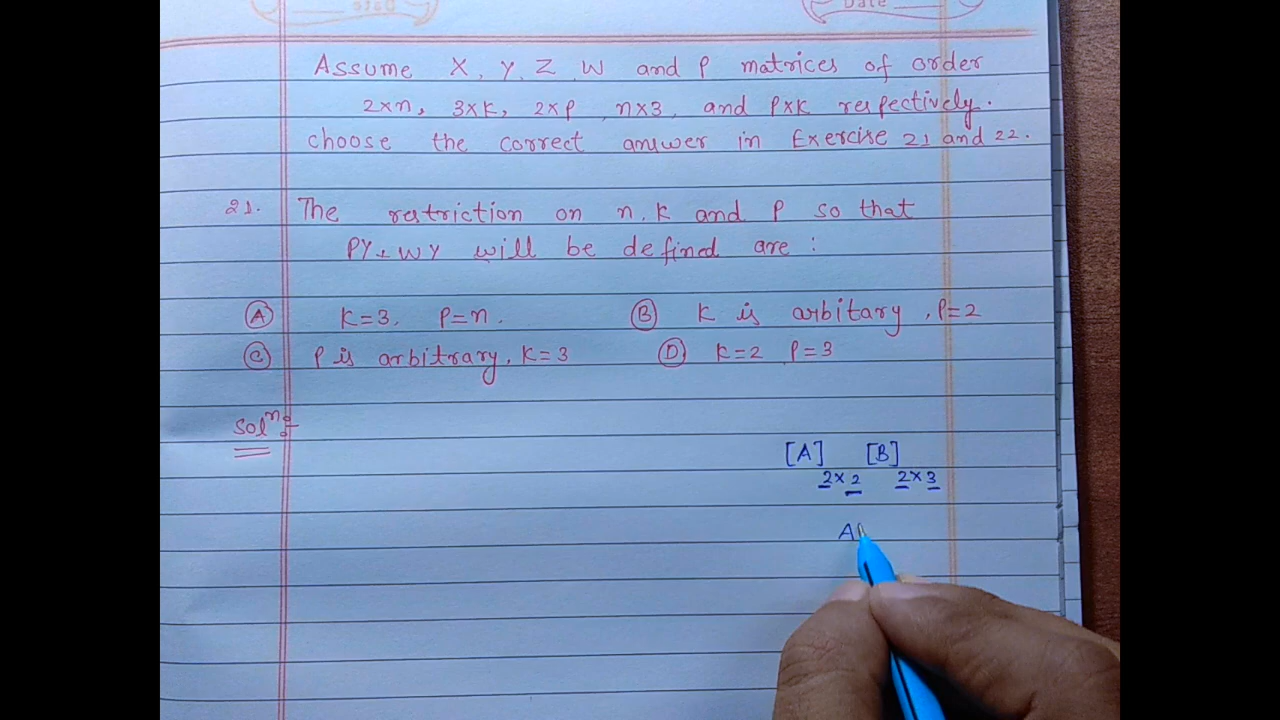 Date
Assume X, Y, Z, W and P matrices of order
2×n, 3×K, 2×P, n×3, and P×K respectively.
choose the correct answer in Exercise 21 and 22.
21. The restriction on n, K and P so that
PY + WY will be defined are :
Ⓐ K=3, P=n. Ⓑ K is arbitary, P=2
Ⓒ P is arbitrary, K=3 Ⓓ K=2 P=3
Solⁿ:-
[A] 2×2 [B] 2×3
A